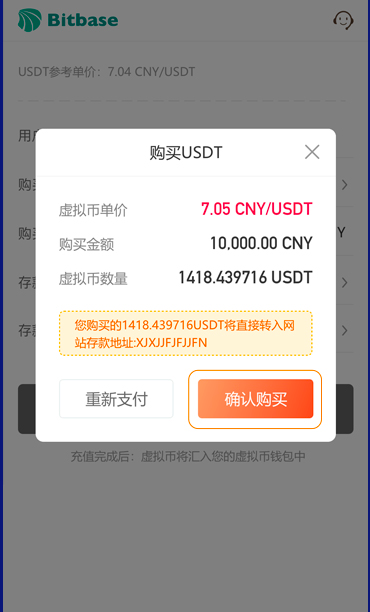 Bitbase
USDT参考单价：7.04 CNY/USDT
用户
购买USDT
虚拟币单价
7.05 CNY/USDT
购买
购买金额
10,000.00 CNY
购买
Y
虚拟币数量
1418.439716 USDT
存款
您购买的1418.439716USDT将直接转入网
站存款地址:XJXJJFJFJJFN
存款
重新支付
确认购买
充值完成后：虚拟币将汇入您的虚拟币钱包中